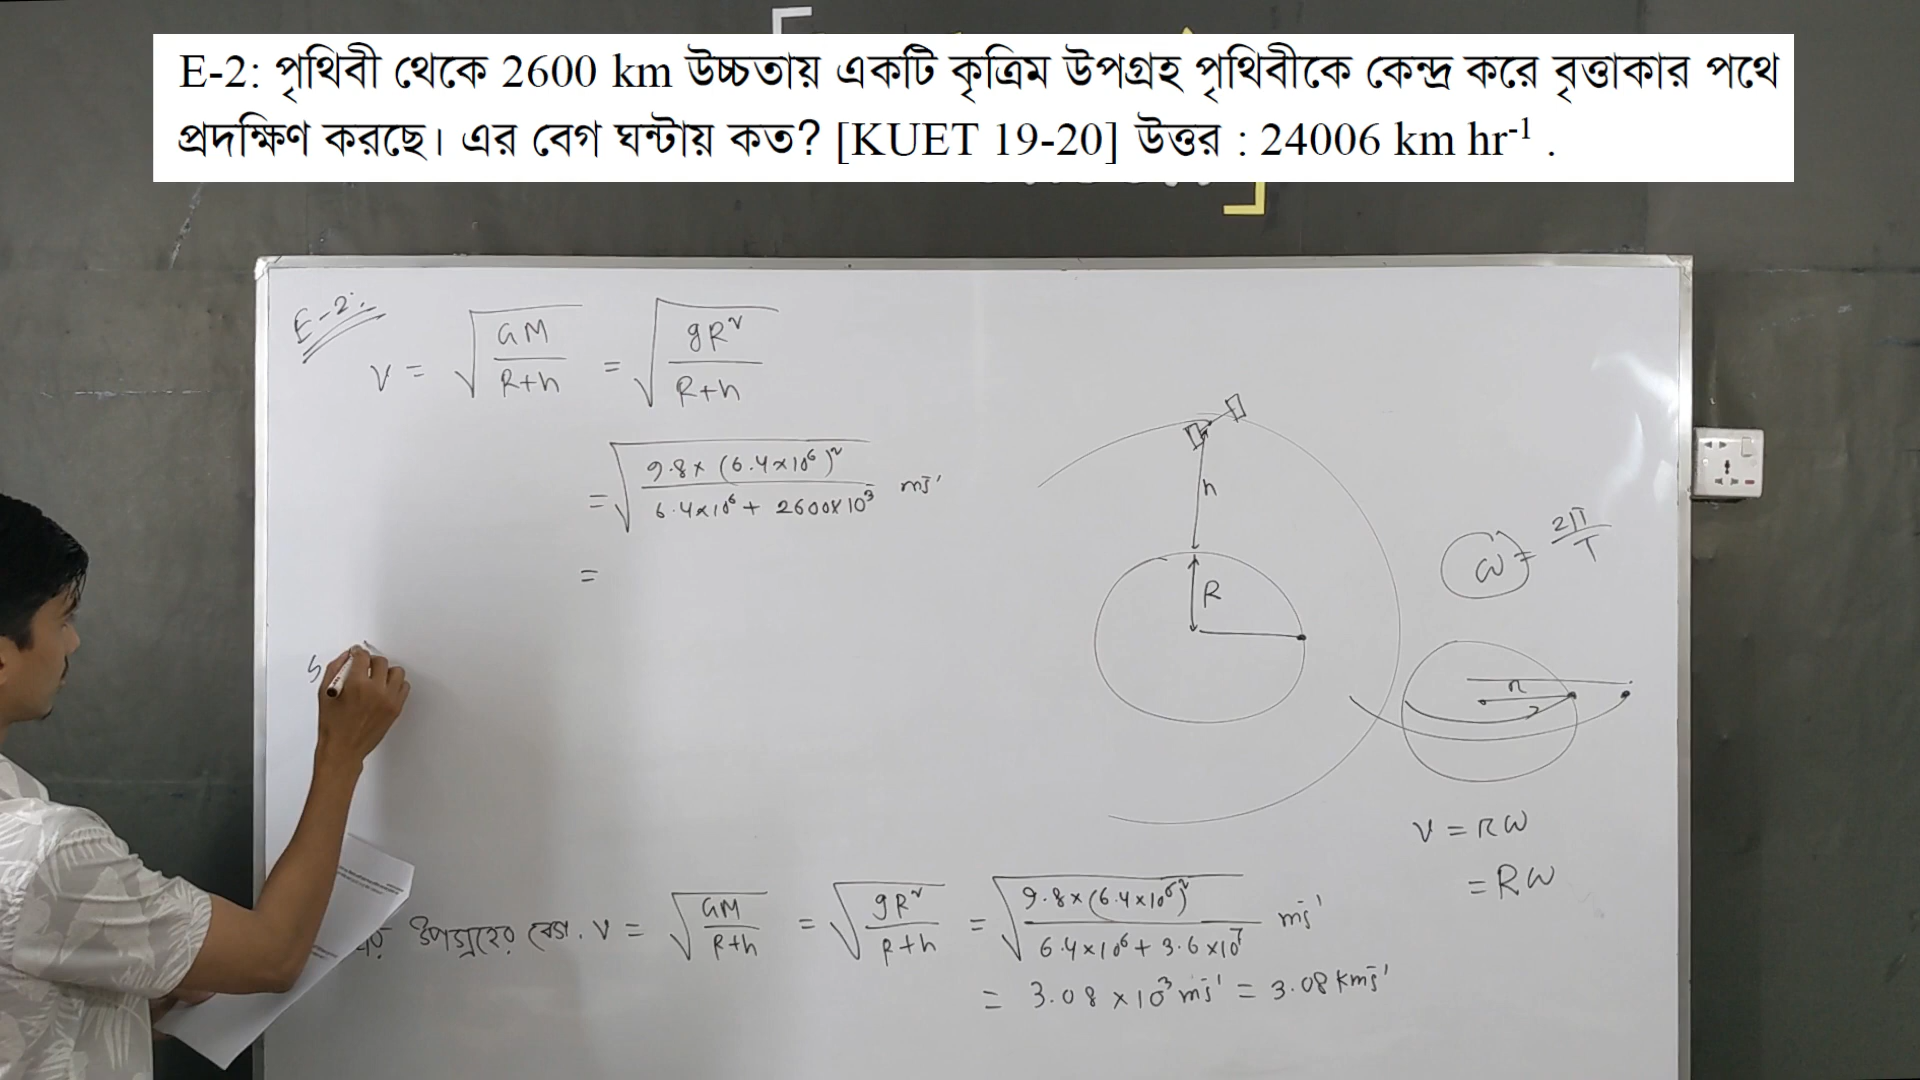 E-2: পৃথিবী থেকে 2600 km উচ্চতায় একটি কৃত্রিম উপগ্রহ পৃথিবীকে কেন্দ্র করে বৃত্তাকার পথে
প্রদক্ষিণ করছে। এর বেগ ঘন্টায় কত? [KUET 19-20] উত্তর : 24006 km hr⁻¹ .
E-2:
V = √(GM / R+h) = √(gR² / R+h)
= √(9.8 × (6.4×10⁶)² / 6.4×10⁶ + 2600×10³) ms⁻¹
=
h
R
ω = 2π/T
r
V = rω
= Rω
উপগ্রহের বেগ, V = √(GM / R+h) = √(gR² / R+h) = √(9.8×(6.4×10⁶)² / 6.4×10⁶ + 3.6×10⁷) ms⁻¹
= 3.08 ×10³ ms⁻¹ = 3.08 kms⁻¹